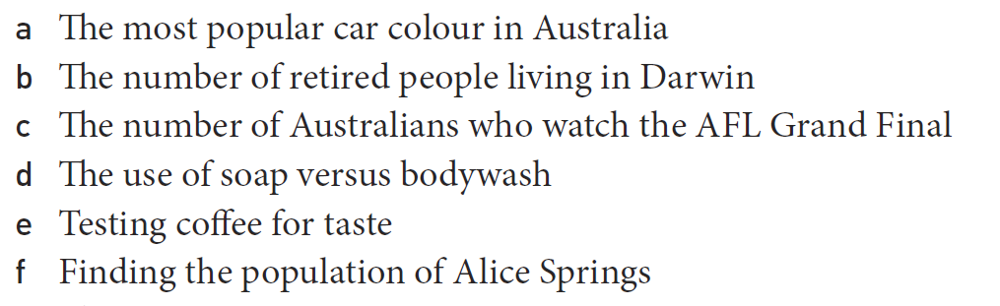 a The most popular car colour in Australia
b The number of retired people living in Darwin
c The number of Australians who watch the AFL Grand Final
d The use of soap versus bodywash
e Testing coffee for taste
f Finding the population of Alice Springs